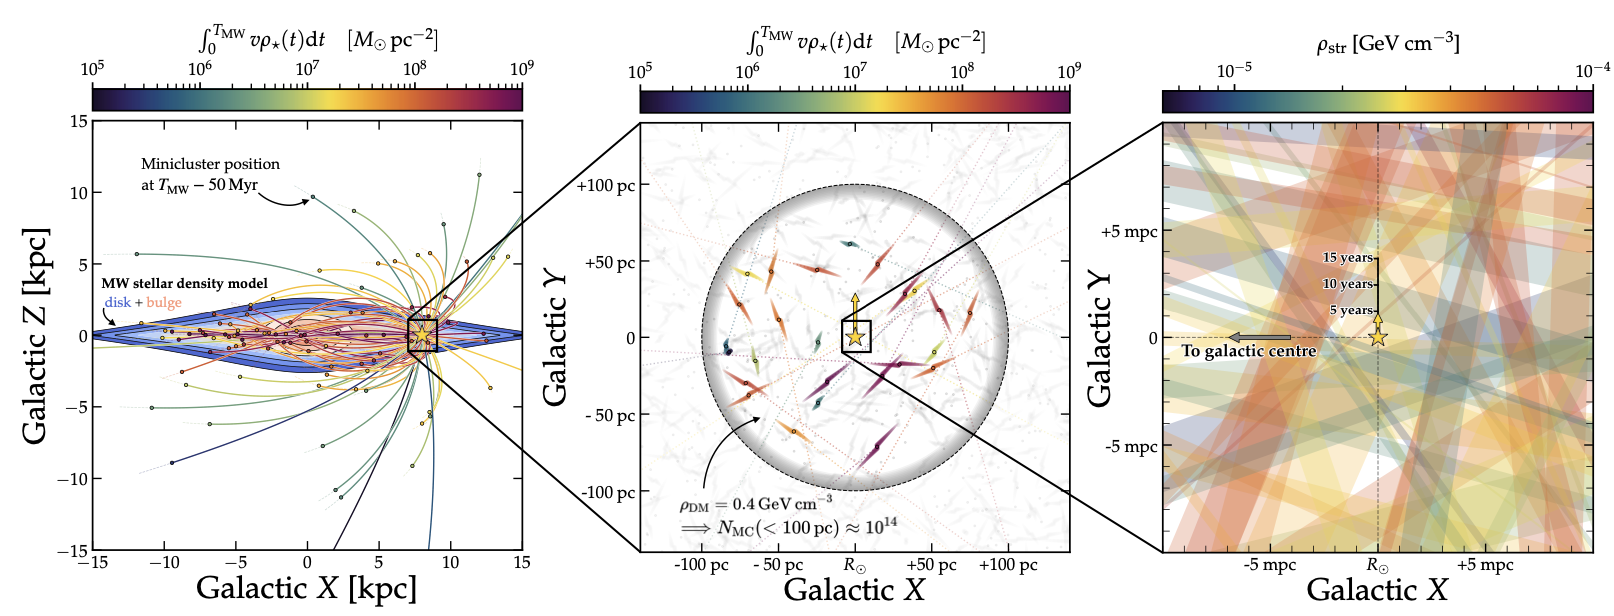 ∫₀^{T_MW} vρ⋆(t)dt [M⊙ pc⁻²]
10⁵ 10⁶ 10⁷ 10⁸ 10⁹
15
10
5
0
−5
−10
−15
Galactic Z [kpc]
Minicluster position
at T_MW − 50 Myr
MW stellar density model
disk + bulge
−15 −10 −5 0 5 10 15
Galactic X [kpc]
∫₀^{T_MW} vρ⋆(t)dt [M⊙ pc⁻²]
10⁵ 10⁶ 10⁷ 10⁸ 10⁹
+100 pc
+50 pc
0
- 50 pc
-100 pc
Galactic Y
ρ_DM = 0.4 GeV cm⁻³
⟹ N_MC(< 100 pc) ≈ 10¹⁴
-100 pc - 50 pc R⊙ +50 pc +100 pc
Galactic X
ρ_str [GeV cm⁻³]
10⁻⁵ 10⁻⁴
+5 mpc
0
-5 mpc
Galactic Y
15 years
10 years
5 years
To galactic centre
-5 mpc R⊙ +5 mpc
Galactic X